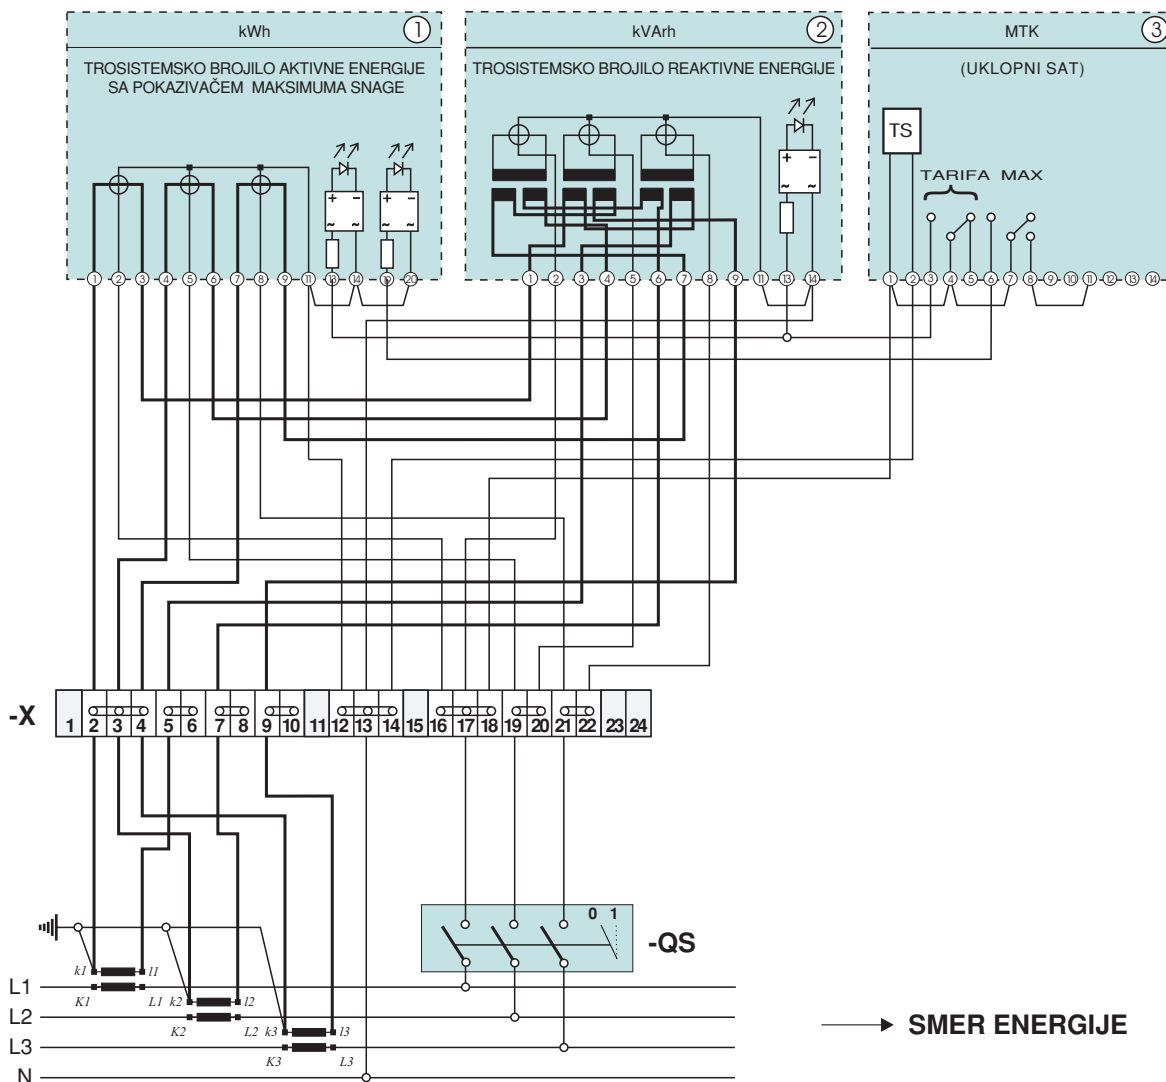 kWh 1
TROSISTEMSKO BROJILO AKTIVNE ENERGIJE
SA POKAZIVAČEM MAKSIMUMA SNAGE
+ − + −
~ ~ ~ ~
1 2 3 4 5 6 7 8 9 11 13 14 19 20
kVArh 2
TROSISTEMSKO BROJILO REAKTIVNE ENERGIJE
+ −
~ ~
1 2 3 4 5 6 7 8 9 11 13 14
MTK 3
(UKLOPNI SAT)
TS
TARIFA MAX
1 2 3 4 5 6 7 8 9 10 11 12 13 14
-X 1 2 3 4 5 6 7 8 9 10 11 12 13 14 15 16 17 18 19 20 21 22 23 24
0 1
-QS
k1 l1
L1
K1 L1 k2 l2
L2
K2 L2 k3 l3
L3
K3 L3
N
SMER ENERGIJE